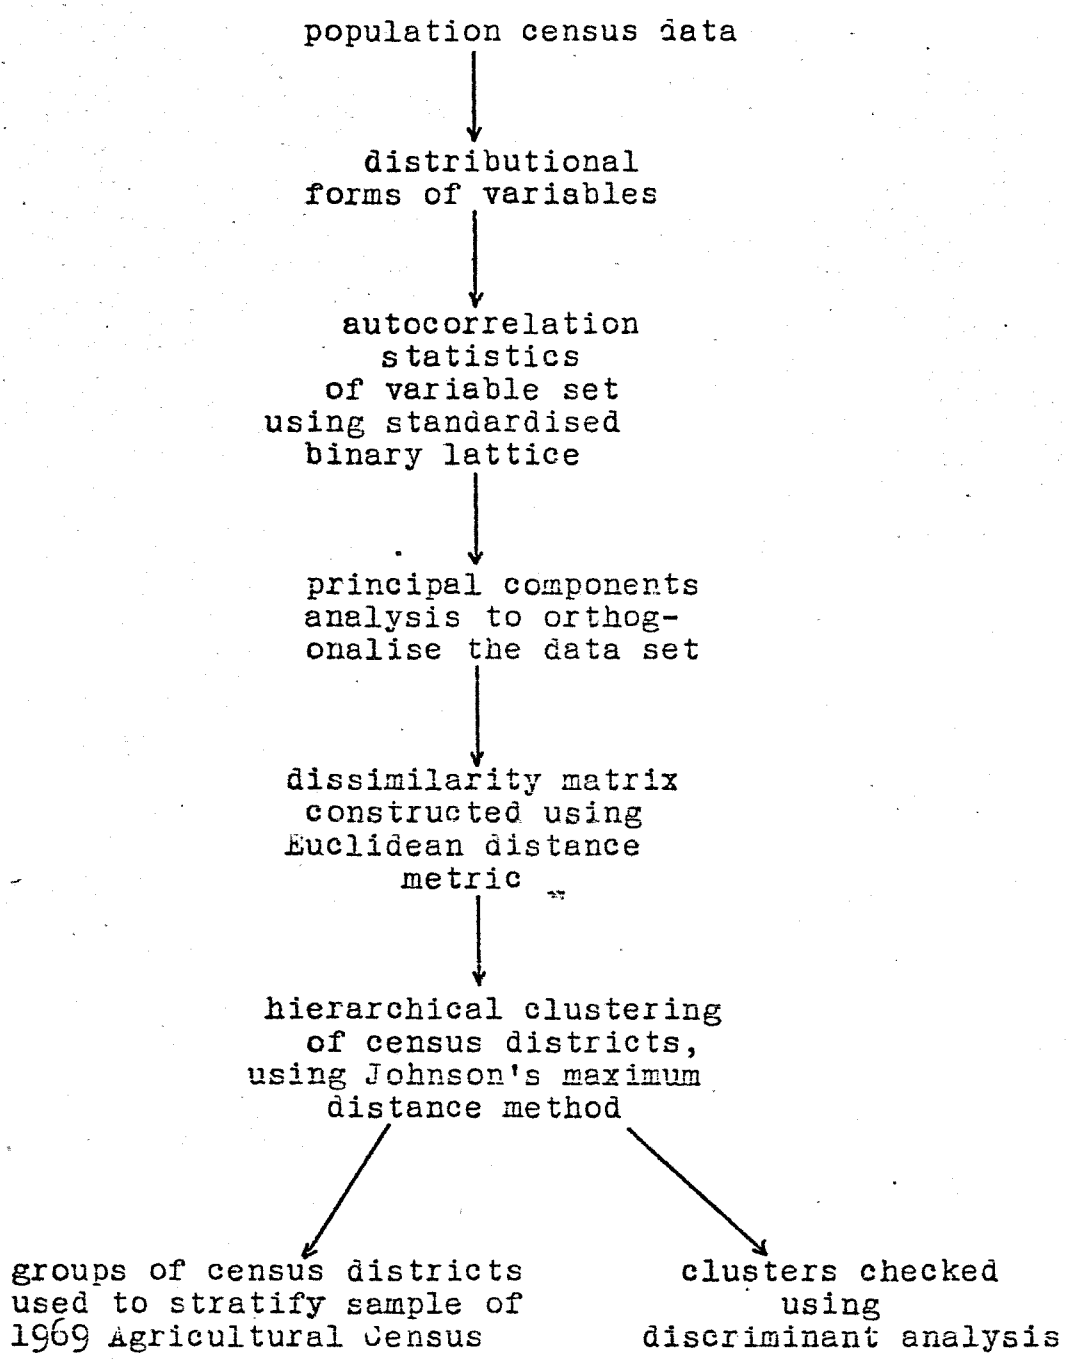 population census data
distributional
forms of variables
autocorrelation
statistics
of variable set
using standardised
binary lattice
principal components
analysis to orthog-
onalise the data set
dissimilarity matrix
constructed using
Euclidean distance
metric
hierarchical clustering
of census districts,
using Johnson's maximum
distance method
groups of census districts
used to stratify sample of
1969 Agricultural Census
clusters checked
using
discriminant analysis